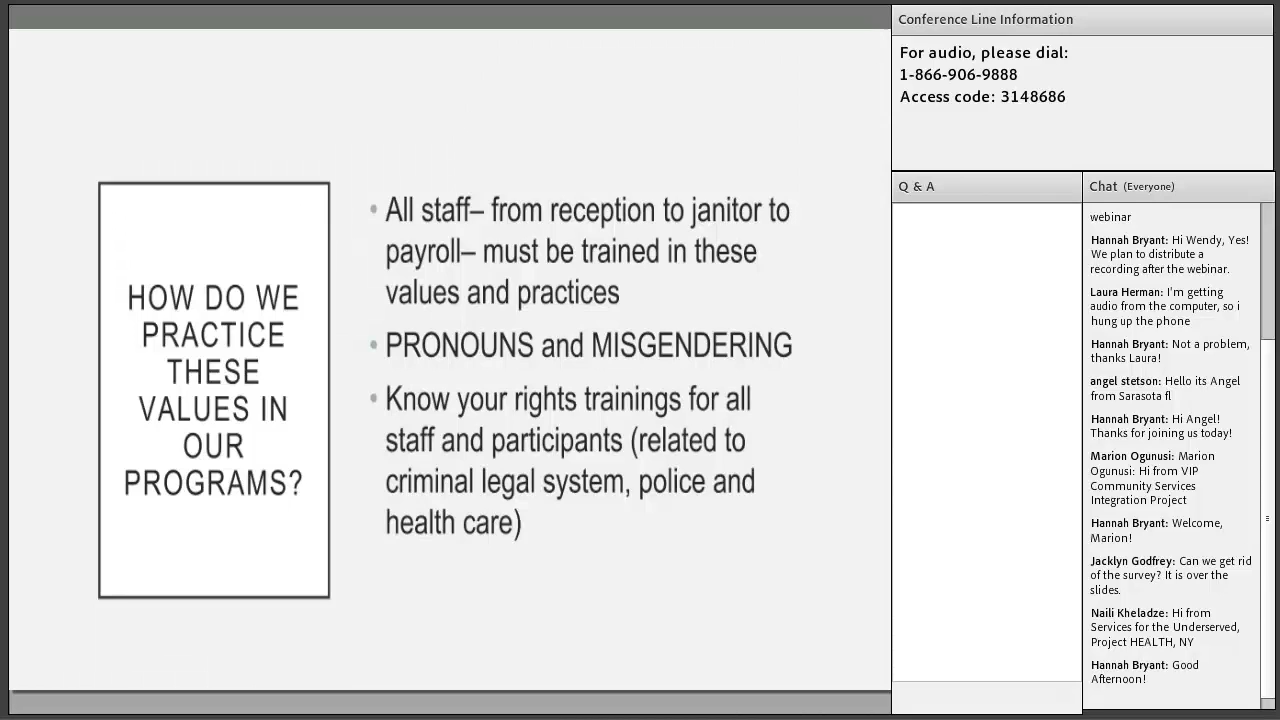 HOW DO WE
PRACTICE
THESE
VALUES IN
OUR
PROGRAMS?
• All staff– from reception to janitor to
payroll– must be trained in these
values and practices
• PRONOUNS and MISGENDERING
• Know your rights trainings for all
staff and participants (related to
criminal legal system, police and
health care)
Conference Line Information
For audio, please dial:
1-866-906-9888
Access code: 3148686
Q & A
Chat (Everyone)
webinar
Hannah Bryant: Hi Wendy, Yes!
We plan to distribute a
recording after the webinar.
Laura Herman: I'm getting
audio from the computer, so i
hung up the phone
Hannah Bryant: Not a problem,
thanks Laura!
angel stetson: Hello its Angel
from Sarasota fl
Hannah Bryant: Hi Angel!
Thanks for joining us today!
Marion Ogunusi: Marion
Ogunusi: Hi from VIP
Community Services
Integration Project
Hannah Bryant: Welcome,
Marion!
Jacklyn Godfrey: Can we get rid
of the survey? It is over the
slides.
Naili Kheladze: Hi from
Services for the Underserved,
Project HEALTH, NY
Hannah Bryant: Good
Afternoon!